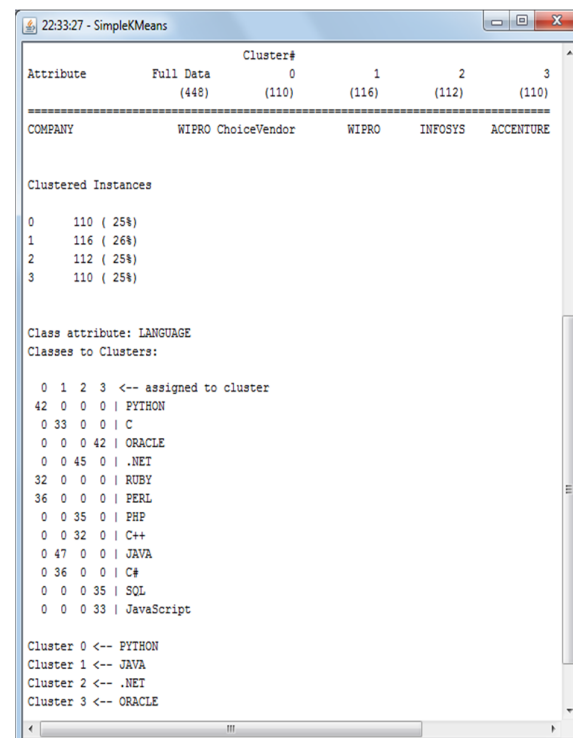 22:33:27 - SimpleKMeans
Cluster#
Attribute Full Data 0 1 2 3
(448) (110) (116) (112) (110)
==========================================================================
COMPANY WIPRO ChoiceVendor WIPRO INFOSYS ACCENTURE
Clustered Instances
0 110 ( 25%)
1 116 ( 26%)
2 112 ( 25%)
3 110 ( 25%)
Class attribute: LANGUAGE
Classes to Clusters:
0 1 2 3 <-- assigned to cluster
42 0 0 0 | PYTHON
0 33 0 0 | C
0 0 0 42 | ORACLE
0 0 45 0 | .NET
32 0 0 0 | RUBY
36 0 0 0 | PERL
0 0 35 0 | PHP
0 0 32 0 | C++
0 47 0 0 | JAVA
0 36 0 0 | C#
0 0 0 35 | SQL
0 0 0 33 | JavaScript
Cluster 0 <-- PYTHON
Cluster 1 <-- JAVA
Cluster 2 <-- .NET
Cluster 3 <-- ORACLE